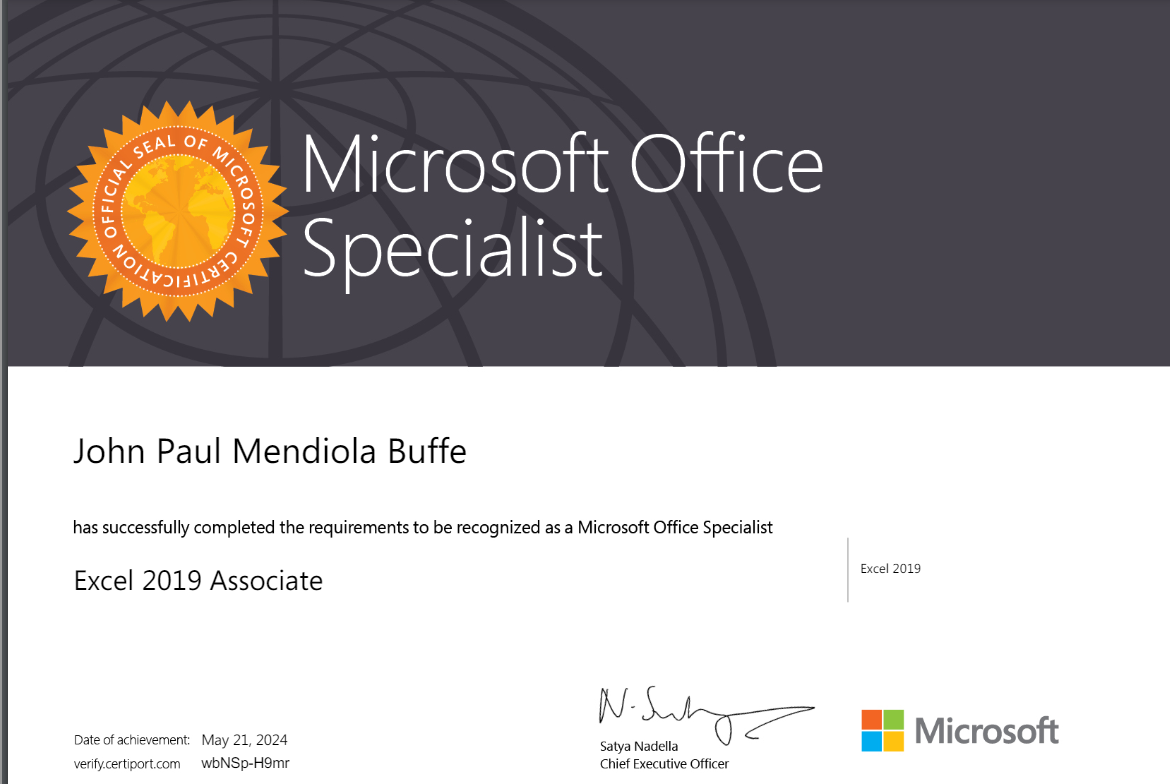 OFFICIAL SEAL OF MICROSOFT CERTIFICATION
Microsoft Office
Specialist
John Paul Mendiola Buffe
has successfully completed the requirements to be recognized as a Microsoft Office Specialist
Excel 2019 Associate
Excel 2019
Date of achievement: May 21, 2024
verify.certiport.com wbNSp-H9mr
Satya Nadella
Chief Executive Officer
Microsoft